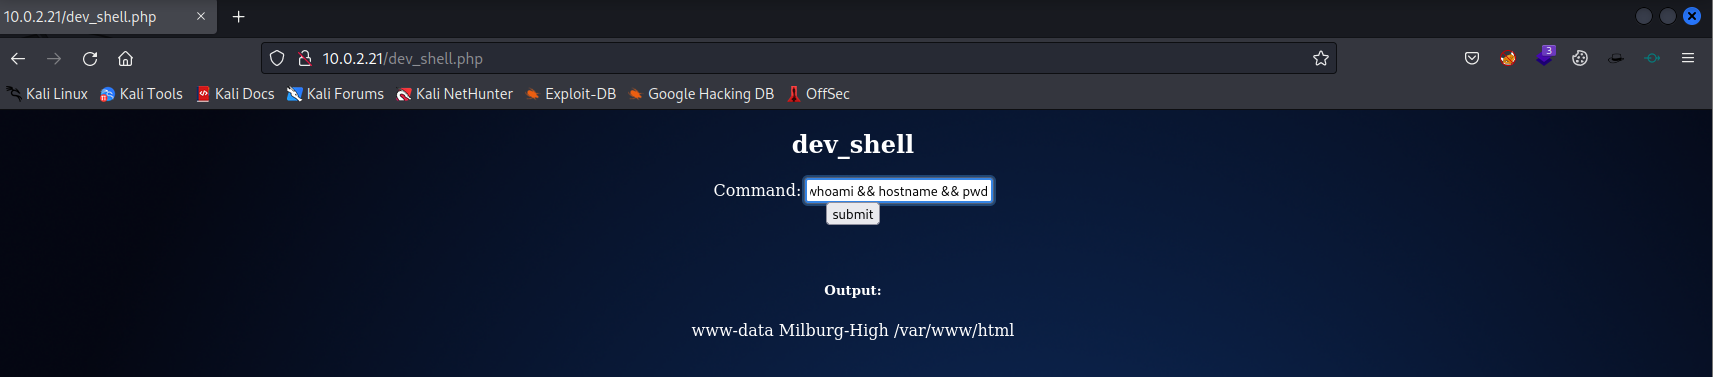 10.0.2.21/dev_shell.php
10.0.2.21/dev_shell.php
3
Kali Linux Kali Tools Kali Docs Kali Forums Kali NetHunter Exploit-DB Google Hacking DB OffSec
dev_shell
Command: whoami && hostname && pwd
submit
Output:
www-data Milburg-High /var/www/html